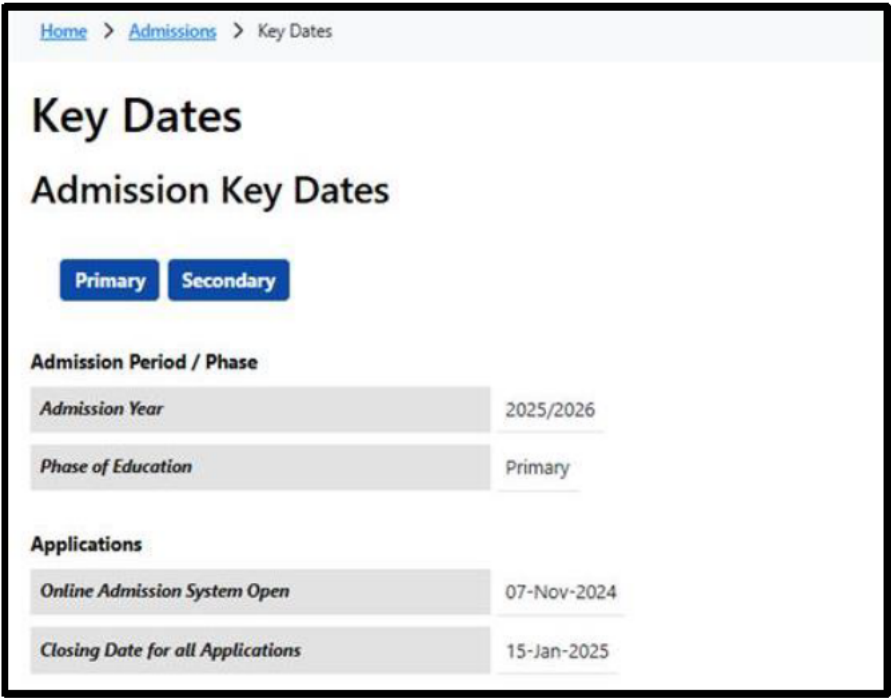 Home > Admissions > Key Dates
Key Dates
Admission Key Dates
Primary Secondary
Admission Period / Phase
Admission Year 2025/2026
Phase of Education Primary
Applications
Online Admission System Open 07-Nov-2024
Closing Date for all Applications 15-Jan-2025